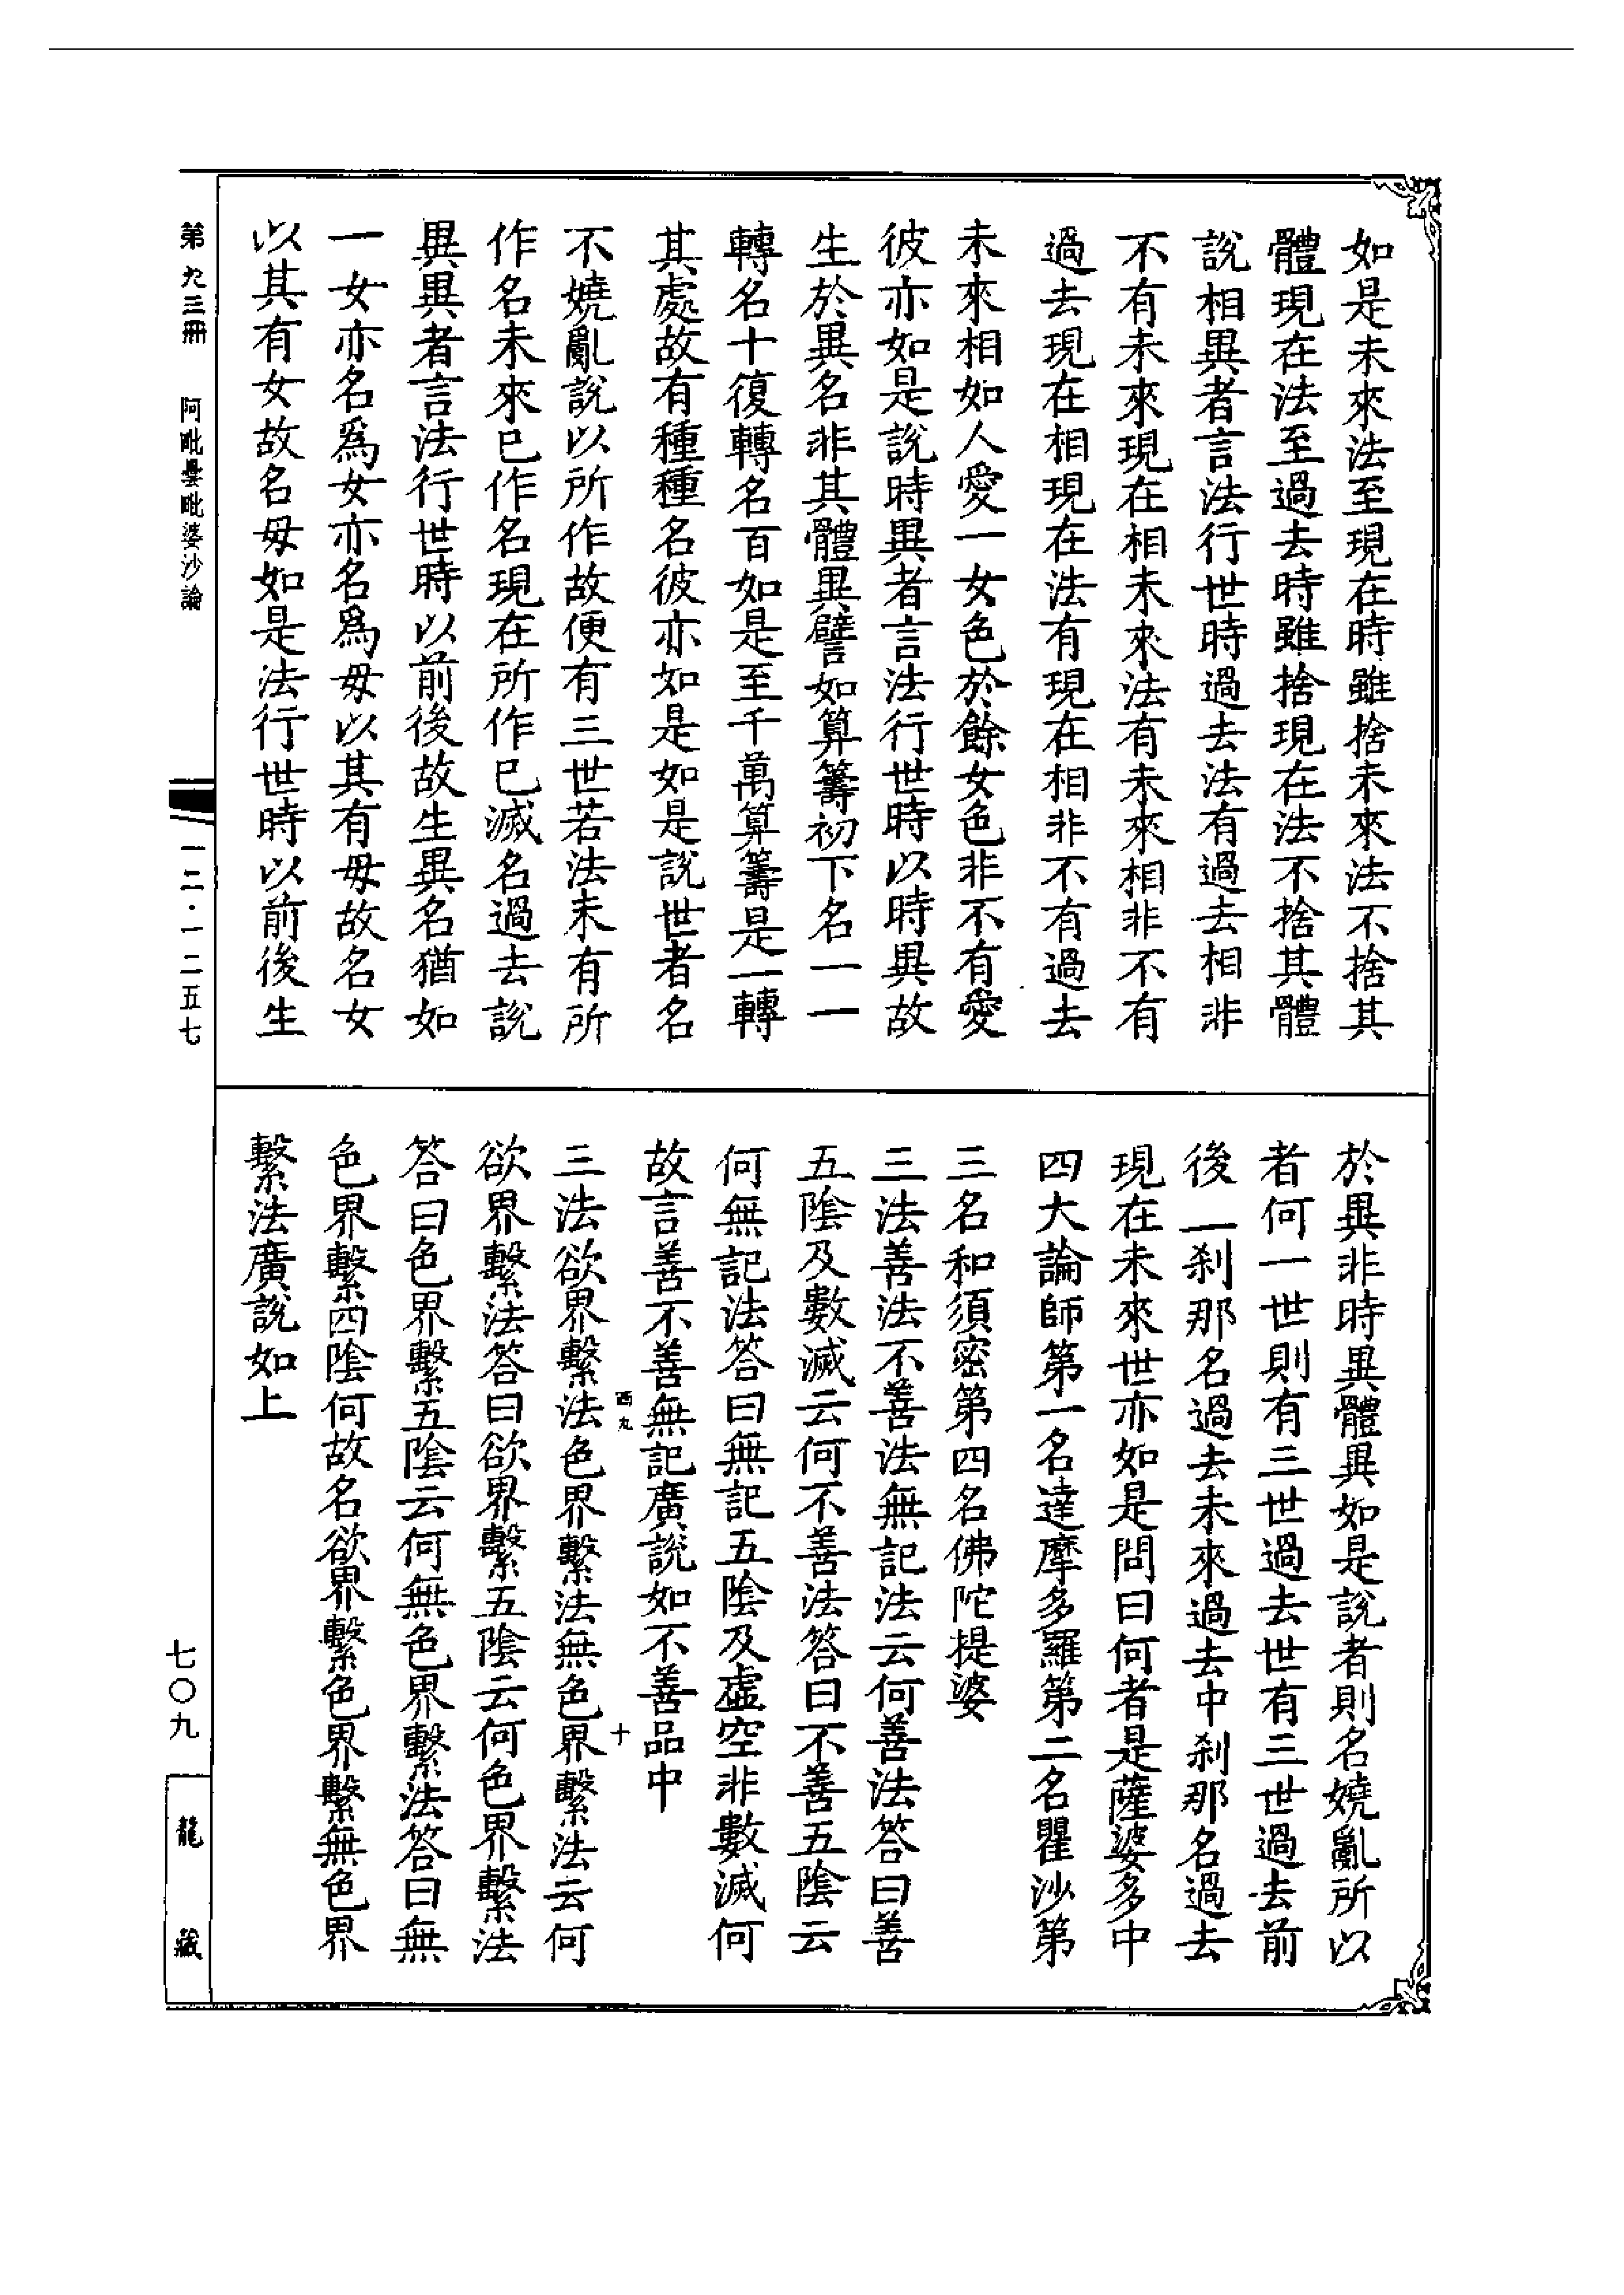 如是未來法至現在時雖捨未來法不捨其
體現在法至過去時雖捨現在法不捨其體
說相異者言法行世時過去法有過去相非
不有未來現在相未來法有未來相非不有
過去現在相現在法有現在相非不有過去
未來相如人愛一女色於餘女色非不有愛
彼亦如是說時異者言法行世時以時異故
生於異名非其體異譬如算籌初下名一一
轉名十復轉名百如是至千萬算籌是一轉
其處故有種種名彼亦如是如是說世者名
不嬈亂說以所作故便有三世若法未有所
作名未來已作名現在所作已滅名過去說
異異者言法行世時以前後故生異名猶如
一女亦名爲女亦名爲母以其有母故名女
以其有女故名母如是法行世時以前後生
於異非時異體異如是說者則名嬈亂所以
者何一世則有三世過去世有三世過去前
後一刹那名過去未來過去中刹那名過去
現在未來世亦如是問曰何者是薩婆多中
四大論師第一名達摩多羅第二名瞿沙第
三名和須密第四名佛陀提婆
三法善法不善法無記法云何善法答曰善
五陰及數滅云何不善法答曰不善五陰云
何無記法答曰無記五陰及虛空非數滅何
故言善不善無記廣說如不善品中
西九
十
三法欲界繫法色界繫法無色界繫法云何
欲界繫法答曰欲界繫五陰云何色界繫法
答曰色界繫五陰云何無色界繫法答曰無
色界繫四陰何故名欲界繫色界繫無色界
繫法廣說如上
第九三冊
阿毗曇毗婆沙論
一二·一二五七
七〇九
龍藏